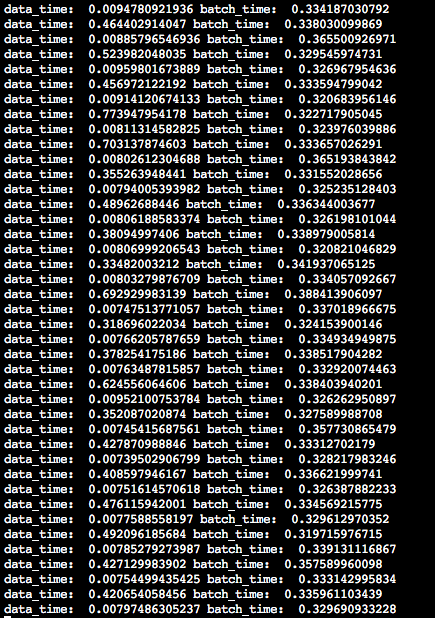 data_time:  0.0094780921936 batch_time:  0.334187030792
data_time:  0.464402914047 batch_time:  0.338030099869
data_time:  0.00885796546936 batch_time:  0.365500926971
data_time:  0.523982048035 batch_time:  0.329545974731
data_time:  0.00959801673889 batch_time:  0.326967954636
data_time:  0.456972122192 batch_time:  0.333594799042
data_time:  0.00914120674133 batch_time:  0.320683956146
data_time:  0.773947954178 batch_time:  0.322717905045
data_time:  0.00811314582825 batch_time:  0.323976039886
data_time:  0.703137874603 batch_time:  0.333657026291
data_time:  0.00802612304688 batch_time:  0.365193843842
data_time:  0.355263948441 batch_time:  0.331552028656
data_time:  0.00794005393982 batch_time:  0.325235128403
data_time:  0.48962688446 batch_time:  0.336344003677
data_time:  0.00806188583374 batch_time:  0.326198101044
data_time:  0.38094997406 batch_time:  0.338979005814
data_time:  0.00806999206543 batch_time:  0.320821046829
data_time:  0.33482003212 batch_time:  0.341937065125
data_time:  0.00803279876709 batch_time:  0.334057092667
data_time:  0.692929983139 batch_time:  0.388413906097
data_time:  0.00747513771057 batch_time:  0.337018966675
data_time:  0.318696022034 batch_time:  0.324153900146
data_time:  0.00766205787659 batch_time:  0.334934949875
data_time:  0.378254175186 batch_time:  0.338517904282
data_time:  0.00763487815857 batch_time:  0.332920074463
data_time:  0.624556064606 batch_time:  0.338403940201
data_time:  0.00952100753784 batch_time:  0.326262950897
data_time:  0.352087020874 batch_time:  0.327589988708
data_time:  0.00745415687561 batch_time:  0.357730865479
data_time:  0.427870988846 batch_time:  0.33312702179
data_time:  0.00739502906799 batch_time:  0.328217983246
data_time:  0.408597946167 batch_time:  0.336621999741
data_time:  0.00751614570618 batch_time:  0.326387882233
data_time:  0.476115942001 batch_time:  0.334569215775
data_time:  0.0077588558197 batch_time:  0.329612970352
data_time:  0.492096185684 batch_time:  0.319715976715
data_time:  0.00785279273987 batch_time:  0.339131116867
data_time:  0.427129983902 batch_time:  0.357589960098
data_time:  0.00754499435425 batch_time:  0.333142995834
data_time:  0.420654058456 batch_time:  0.335961103439
data_time:  0.00797486305237 batch_time:  0.329690933228